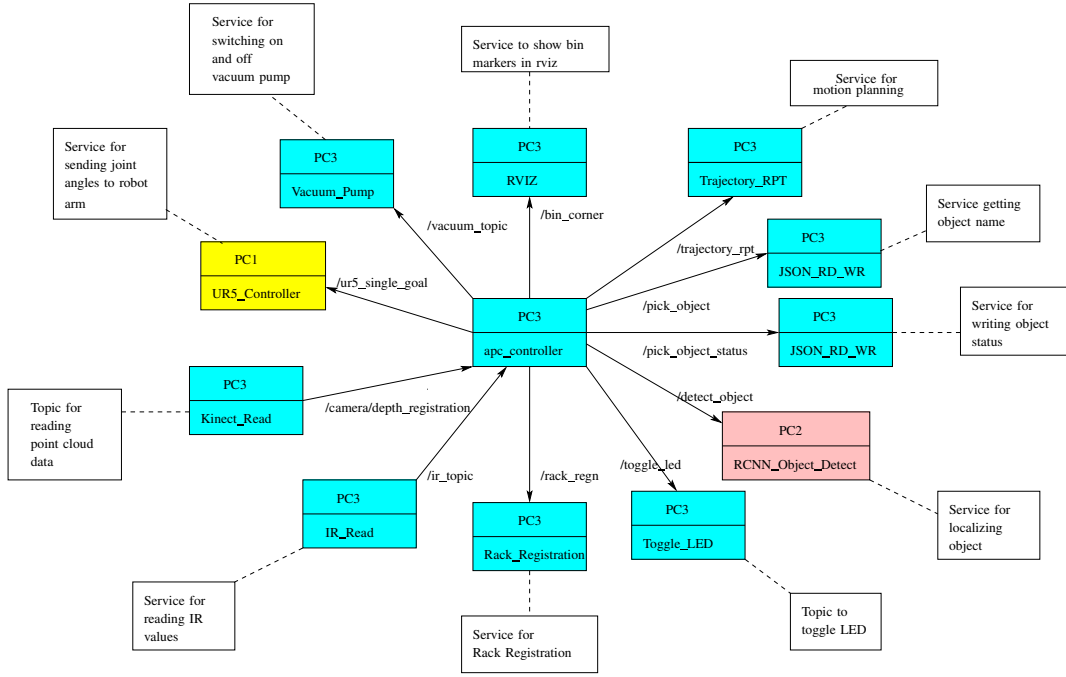 Service for
switching on
and off
vacuum pump
Service to show bin
markers in rviz
Service for
motion planning
Service for
sending joint
angles to robot
arm
PC3
Vacuum_Pump
PC3
RVIZ
PC3
Trajectory_RPT
Service getting
object name
/vacuum_topic
/bin_corner
/trajectory_rpt
PC3
JSON_RD_WR
PC1
UR5_Controller
/ur5_single_goal
/pick_object
PC3
apc_controller
/pick_object_status
PC3
JSON_RD_WR
Service for
writing object
status
Topic for
reading
point cloud
data
PC3
Kinect_Read
/camera/depth_registration
/detect_object
PC2
RCNN_Object_Detect
/ir_topic
/rack_regn
/toggle_led
PC3
IR_Read
PC3
Rack_Registration
PC3
Toggle_LED
Service for
localizing
object
Service for
reading IR
values
Service for
Rack Registration
Topic to
toggle LED